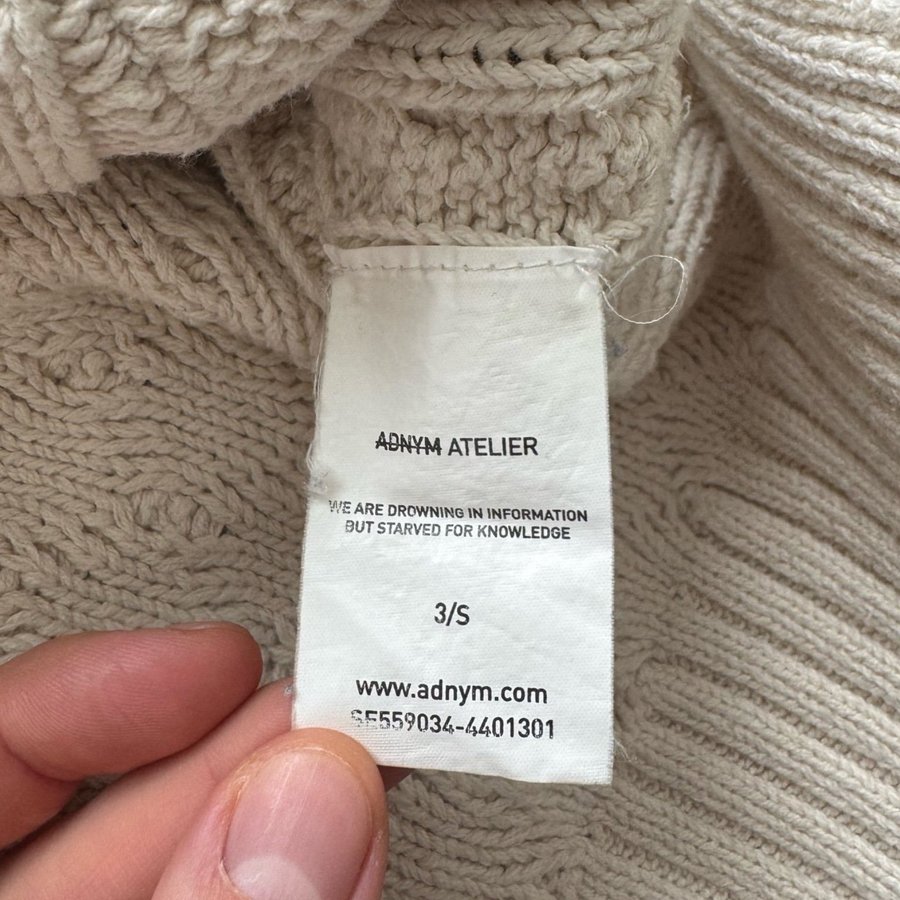 ADNYM ATELIER
WE ARE DROWNING IN INFORMATION
BUT STARVED FOR KNOWLEDGE
3/S
www.adnym.com
SE559034-4401301